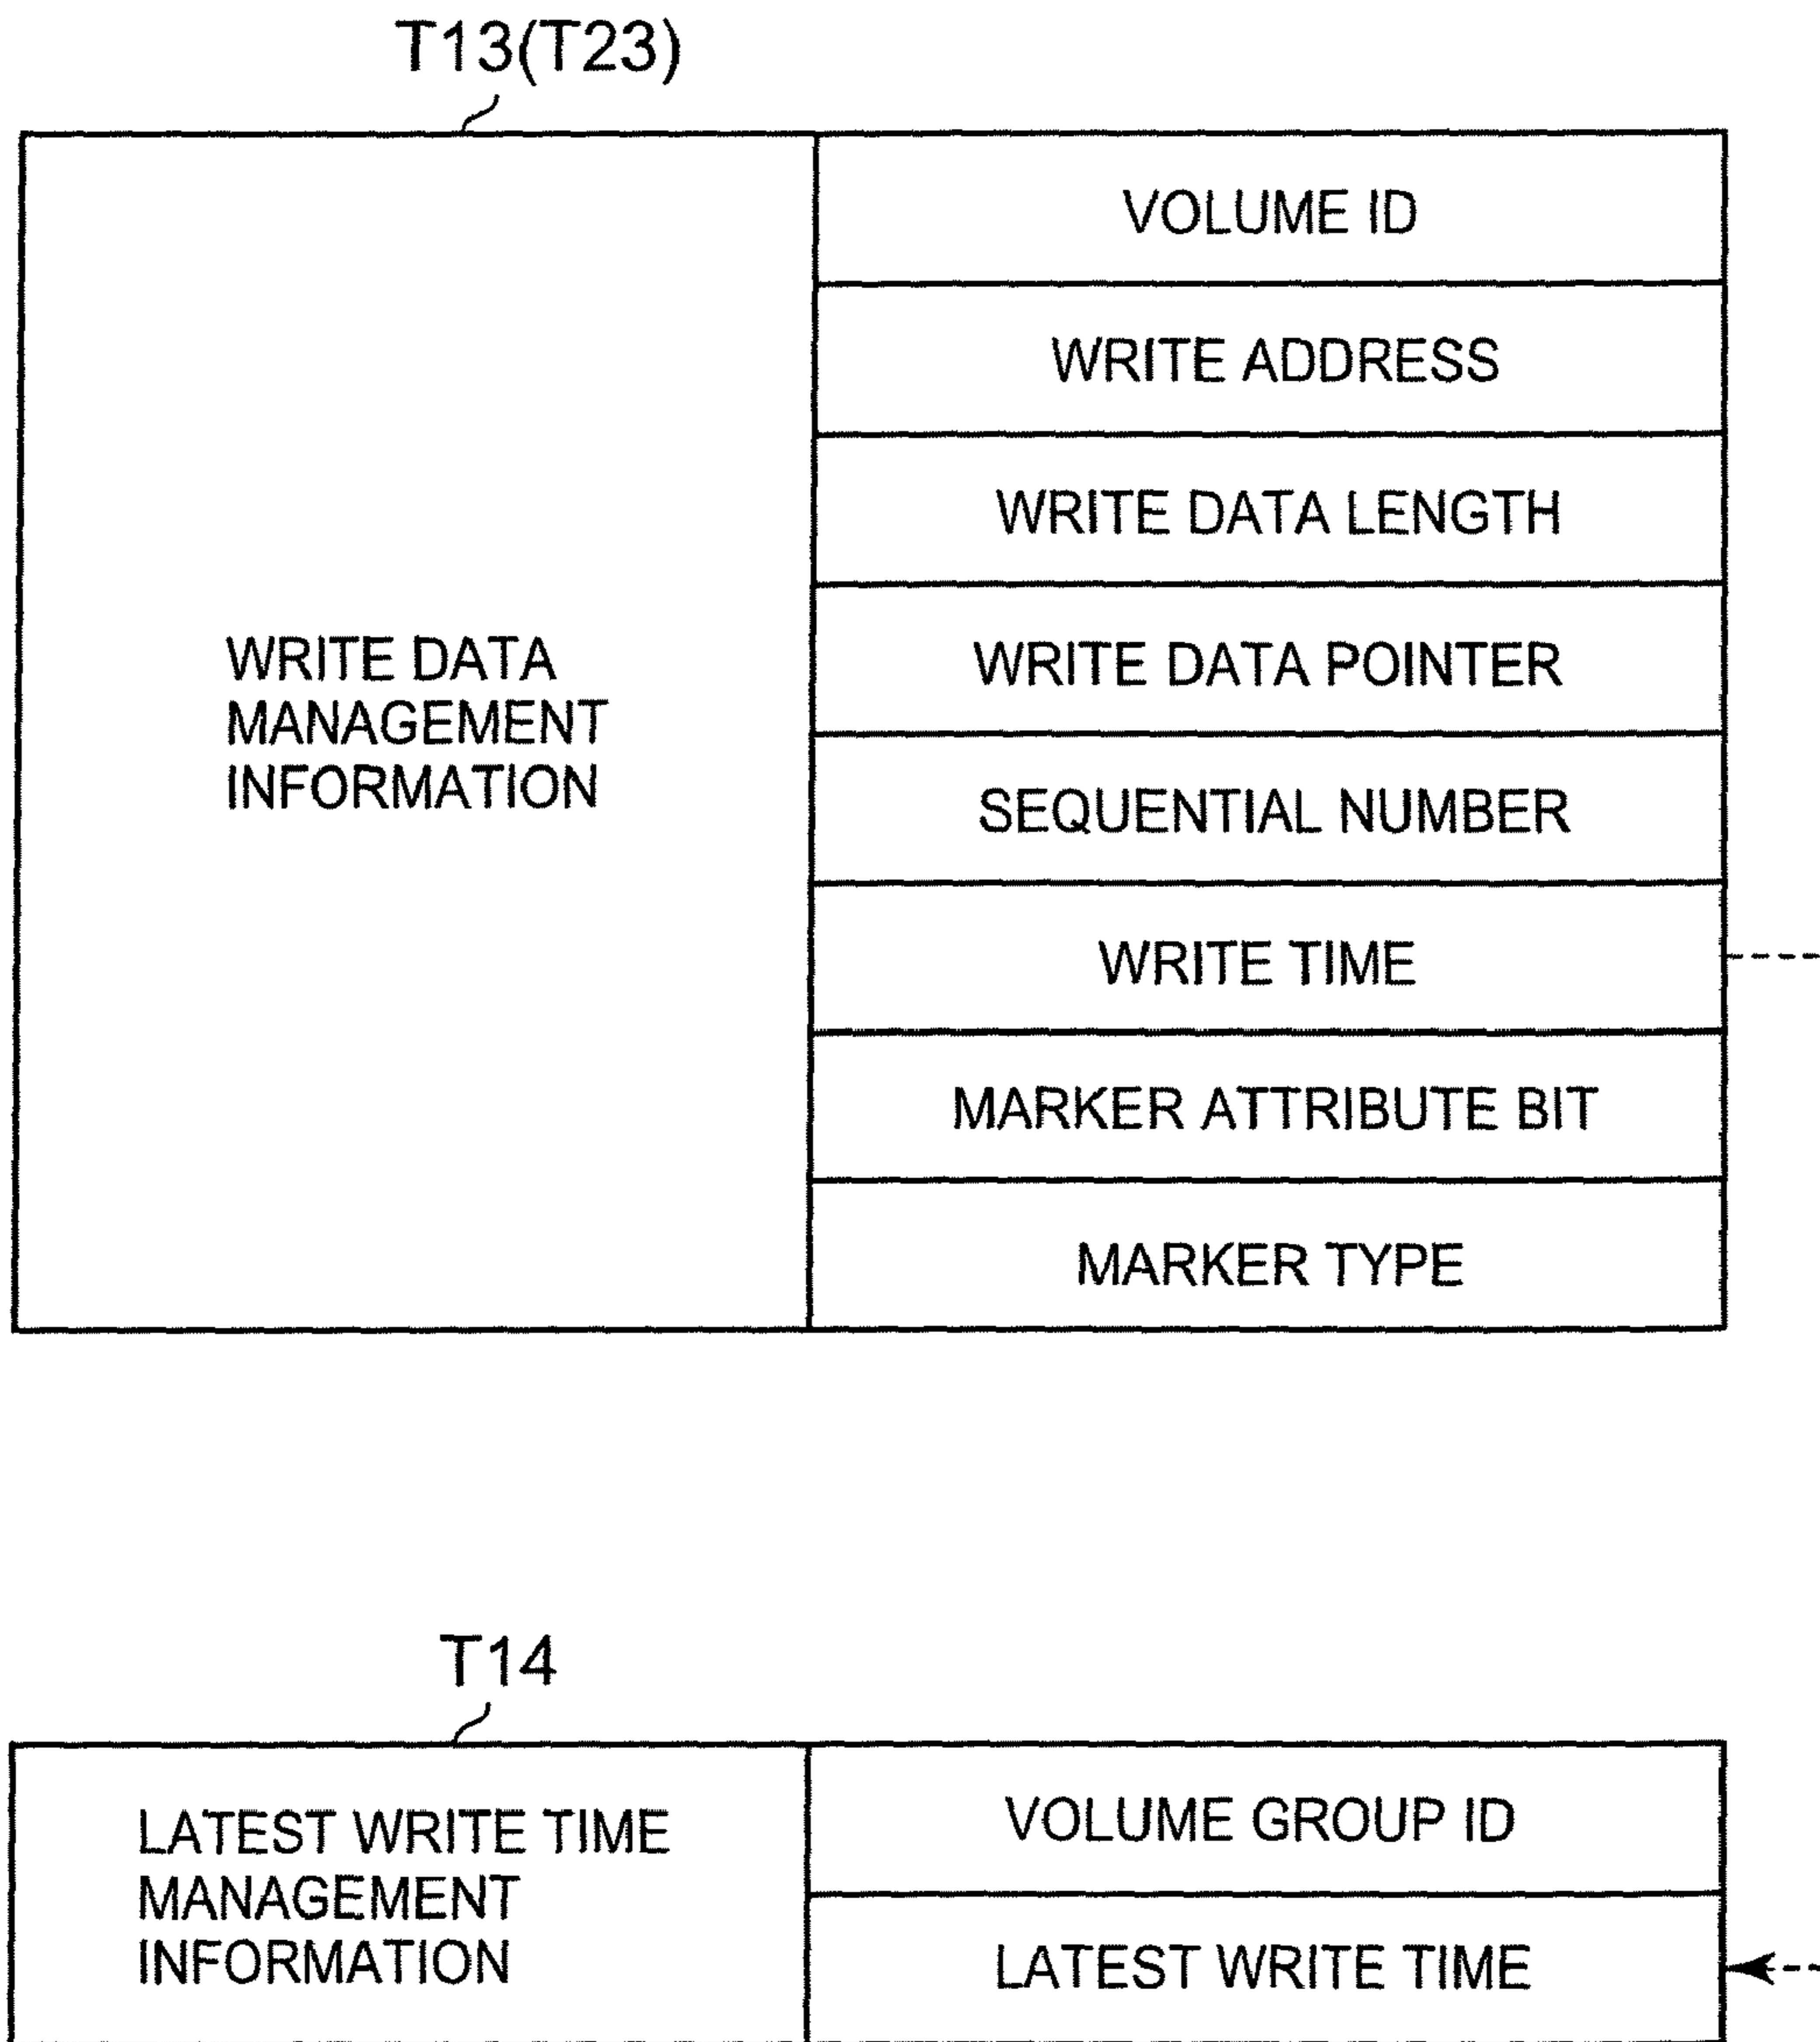 T13(T23)
VOLUME ID
WRITE ADDRESS
WRITE DATA LENGTH
WRITE DATA POINTER
WRITE DATA
MANAGEMENT
INFORMATION
SEQUENTIAL NUMBER
WRITE TIME
MARKER ATTRIBUTE BIT
MARKER TYPE
T14
LATEST WRITE TIME
MANAGEMENT
INFORMATION
VOLUME GROUP ID
LATEST WRITE TIME